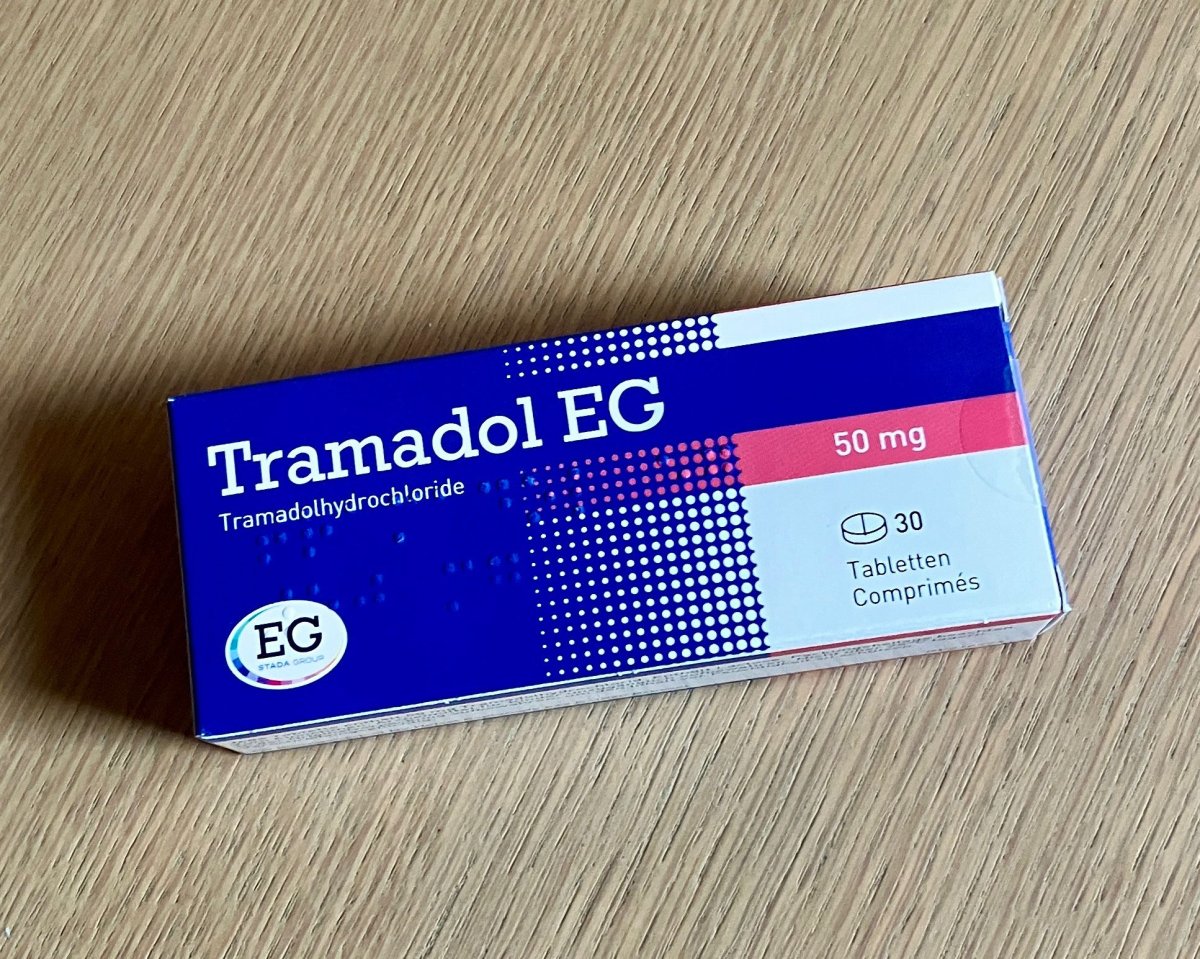 Tramadol EG
Tramadolhydrochloride
50 mg
30
Tabletten
Comprimés
EG
STADA GROUP